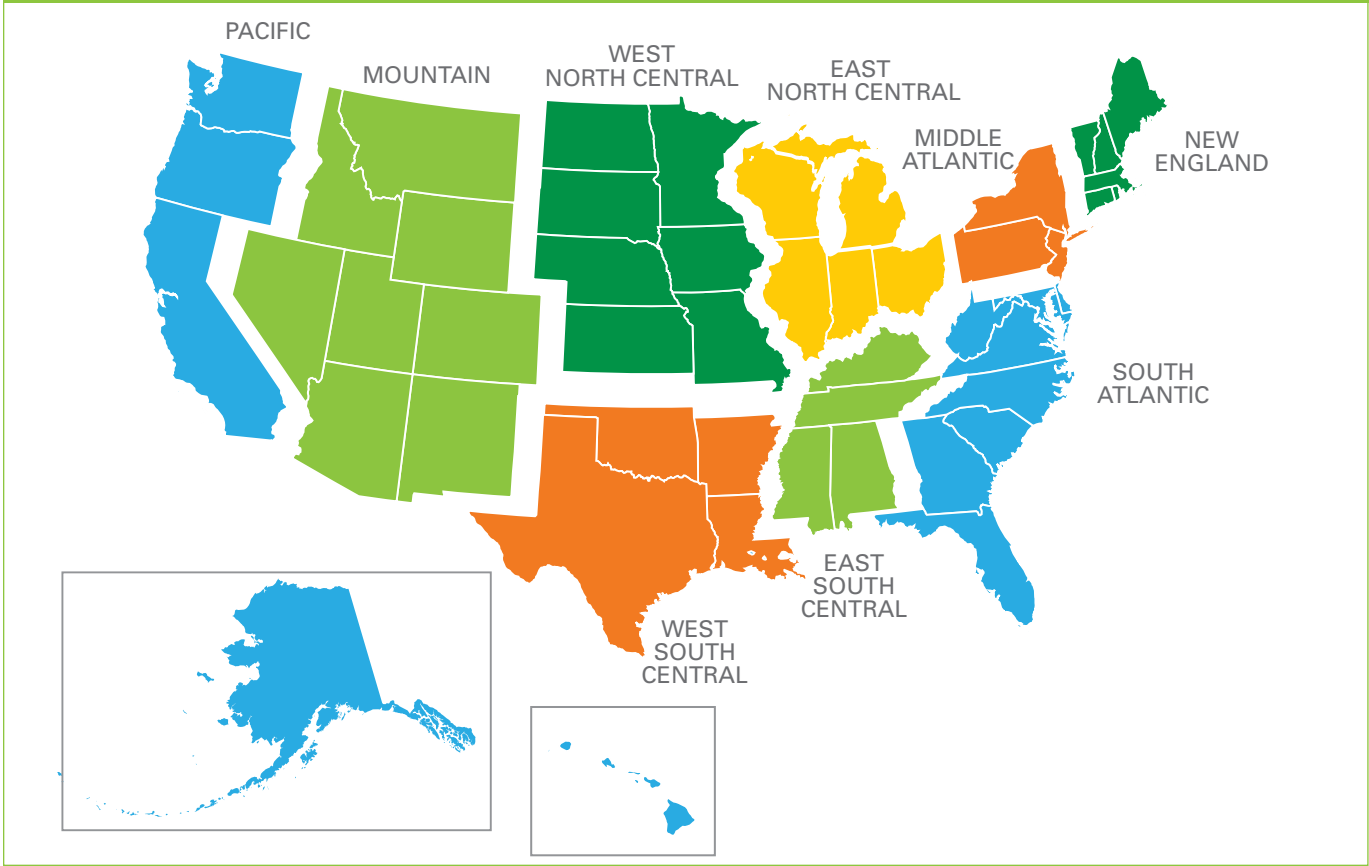 PACIFIC
MOUNTAIN
WEST
NORTH CENTRAL
EAST
NORTH CENTRAL
MIDDLE
ATLANTIC
NEW
ENGLAND
SOUTH
ATLANTIC
EAST
SOUTH
CENTRAL
WEST
SOUTH
CENTRAL